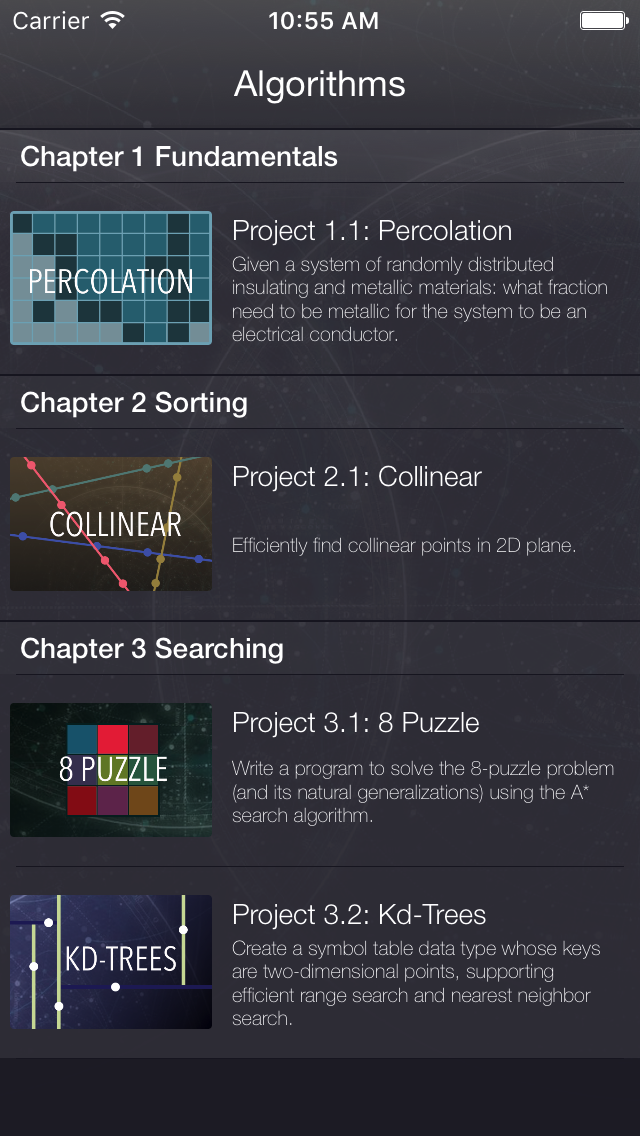 Carrier 10:55 AM
Algorithms
Chapter 1 Fundamentals
PERCOLATION
Project 1.1: Percolation
Given a system of randomly distributed
insulating and metallic materials: what fraction
need to be metallic for the system to be an
electrical conductor.
Chapter 2 Sorting
COLLINEAR
Project 2.1: Collinear
Efficiently find collinear points in 2D plane.
Chapter 3 Searching
8 PUZZLE
Project 3.1: 8 Puzzle
Write a program to solve the 8-puzzle problem
(and its natural generalizations) using the A*
search algorithm.
KD-TREES
Project 3.2: Kd-Trees
Create a symbol table data type whose keys
are two-dimensional points, supporting
efficient range search and nearest neighbor
search.